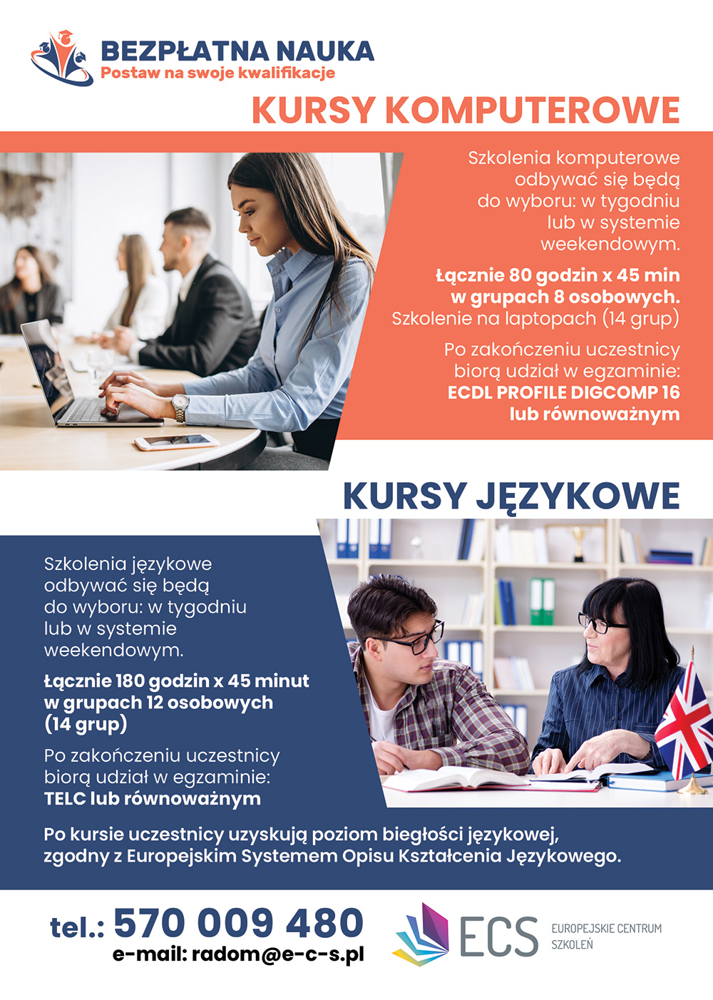 BEZPŁATNA NAUKA
Postaw na swoje kwalifikacje
KURSY KOMPUTEROWE
Szkolenia komputerowe
odbywać się będą
do wyboru: w tygodniu
lub w systemie
weekendowym.
Łącznie 80 godzin x 45 min
w grupach 8 osobowych.
Szkolenie na laptopach (14 grup)
Po zakończeniu uczestnicy
biorą udział w egzaminie:
ECDL PROFILE DIGCOMP 16
lub równoważnym
KURSY JĘZYKOWE
Szkolenia językowe
odbywać się będą
do wyboru: w tygodniu
lub w systemie
weekendowym.
Łącznie 180 godzin x 45 minut
w grupach 12 osobowych
(14 grup)
Po zakończeniu uczestnicy
biorą udział w egzaminie:
TELC lub równoważnym
Po kursie uczestnicy uzyskują poziom biegłości językowej,
zgodny z Europejskim Systemem Opisu Kształcenia Językowego.
tel.: 570 009 480
e-mail: radom@e-c-s.pl
ECS
EUROPEJSKIE CENTRUM
SZKOLEŃ